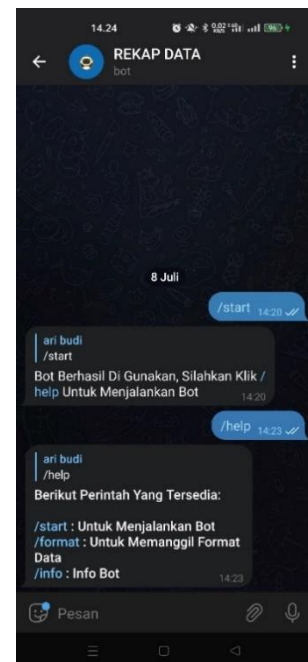 14.24
96
REKAP DATA
bot
8 Juli
/start 14:20
ari budi
/start
Bot Berhasil Di Gunakan, Silahkan Klik /
help Untuk Menjalankan Bot
14:20
/help 14:23
ari budi
/help
Berikut Perintah Yang Tersedia:
/start : Untuk Menjalankan Bot
/format : Untuk Memanggil Format
Data
/info : Info Bot
14:23
Pesan